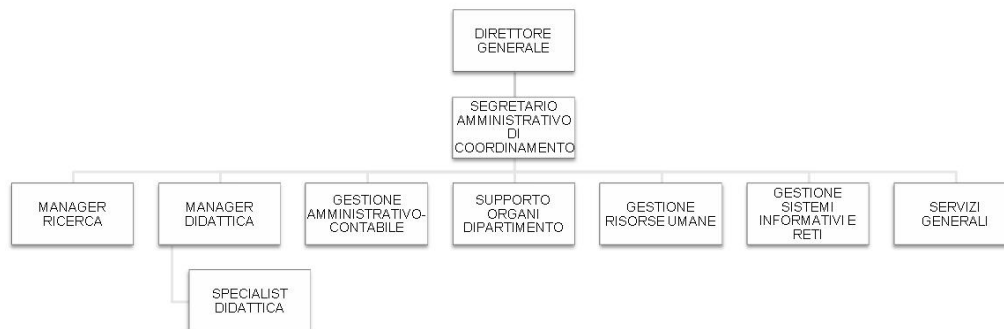 DIRETTORE
GENERALE
SEGRETARIO
AMMINISTRATIVO
DI
COORDINAMENTO
MANAGER
RICERCA
MANAGER
DIDATTICA
GESTIONE
AMMINISTRATIVO-
CONTABILE
SUPPORTO
ORGANI
DIPARTIMENTO
GESTIONE
RISORSE UMANE
GESTIONE
SISTEMI
INFORMATIVI E
RETI
SERVIZI
GENERALI
SPECIALIST
DIDATTICA